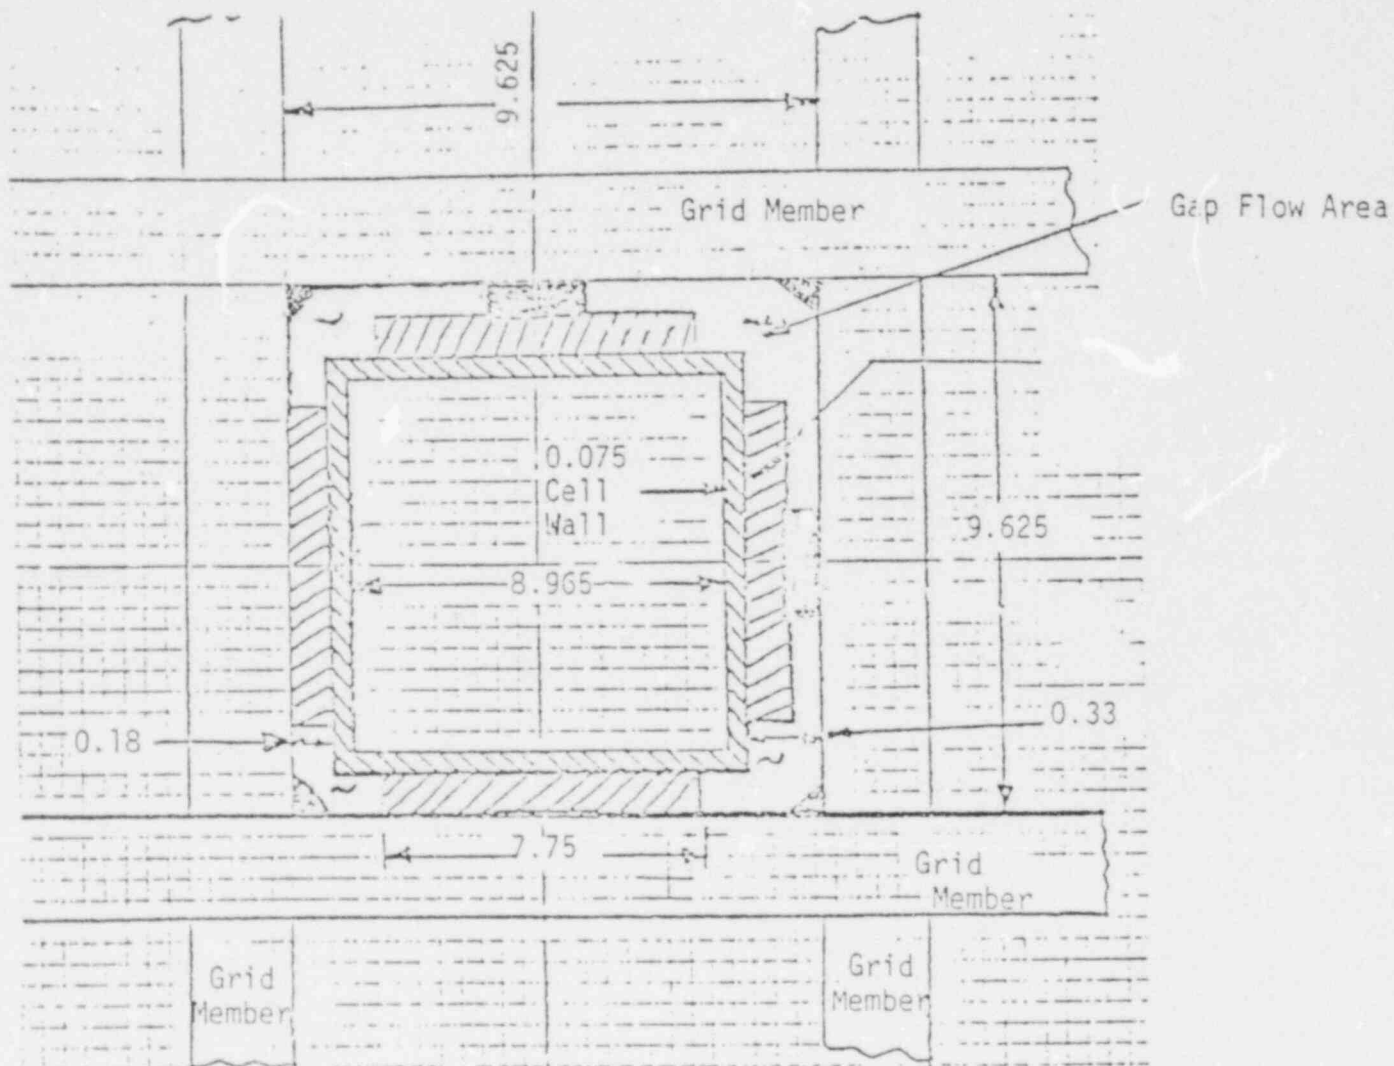 9.625
Grid Member
Gap Flow Area
0.075
Cell
Wall
9.625
8.965
0.18
0.33
7.75
Grid
Member
Grid
Member
Grid
Member